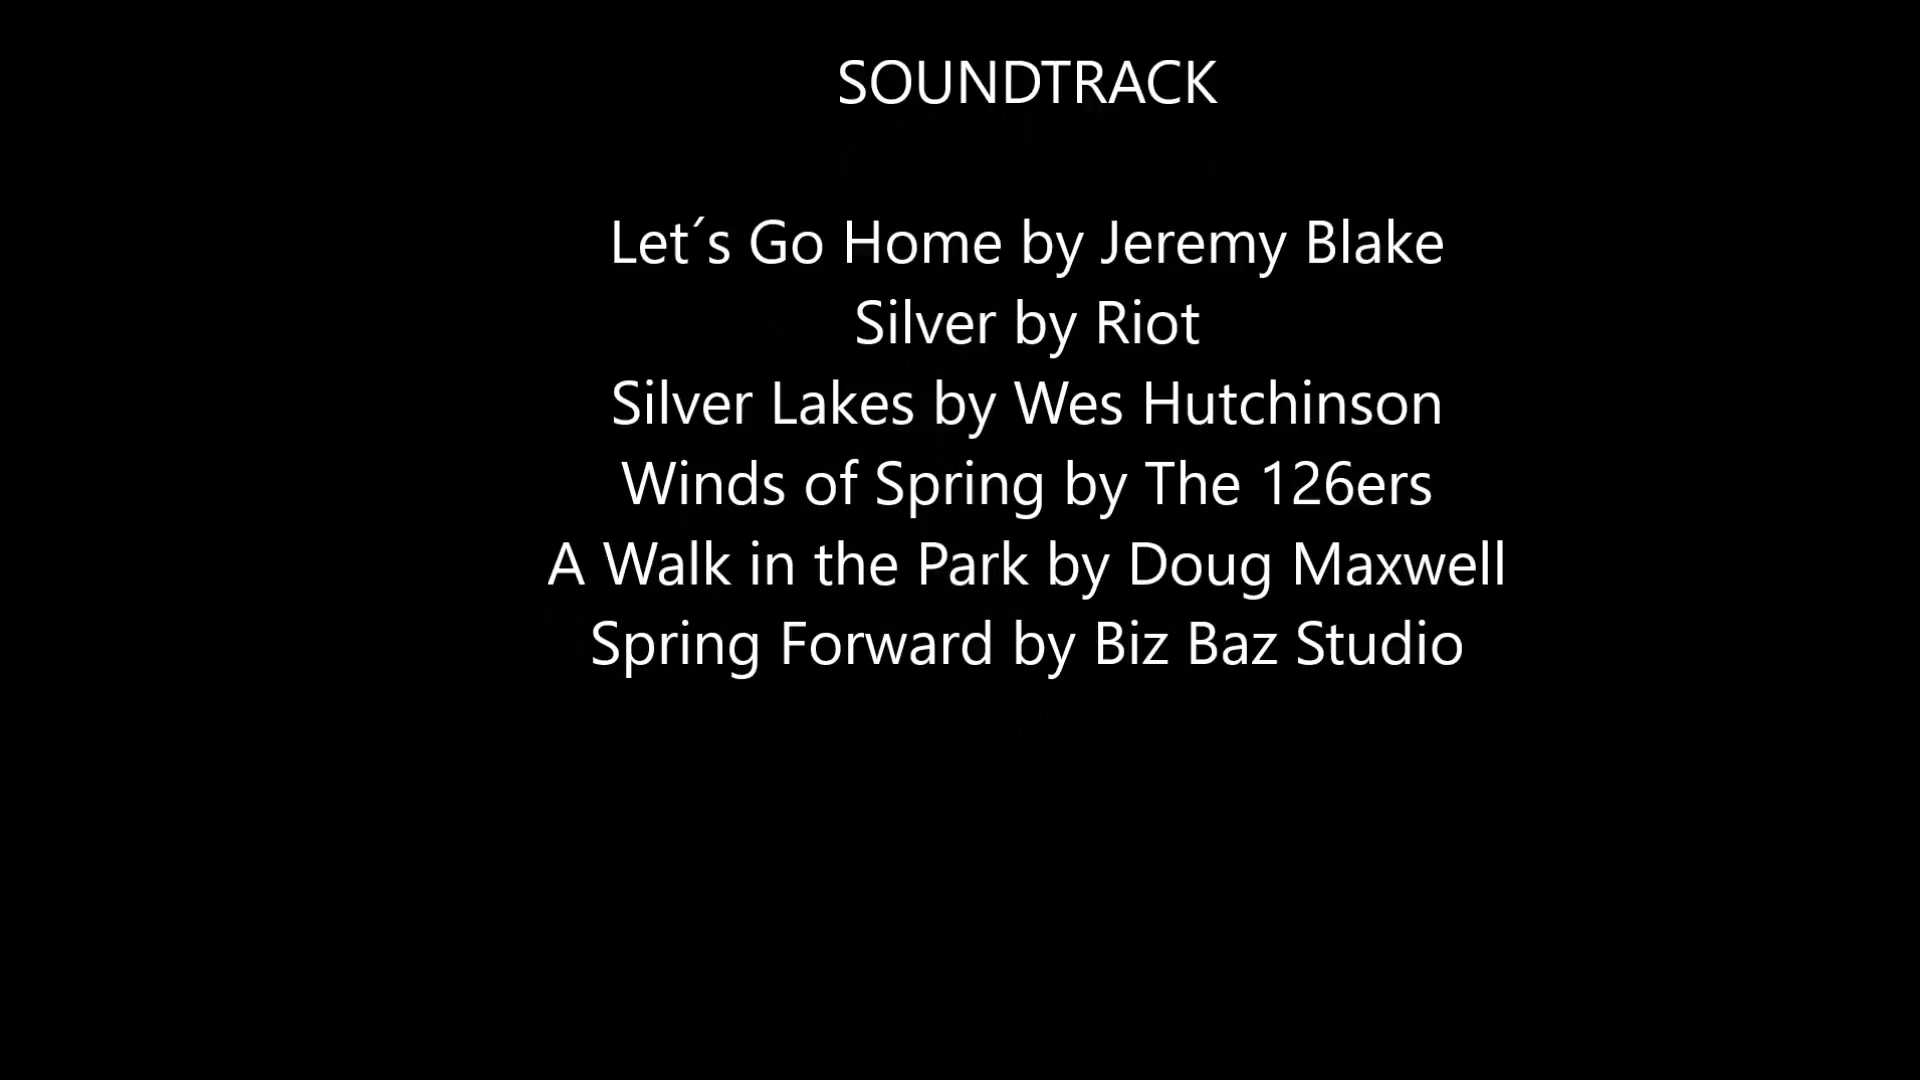 SOUNDTRACK
Let´s Go Home by Jeremy Blake
Silver by Riot
Silver Lakes by Wes Hutchinson
Winds of Spring by The 126ers
A Walk in the Park by Doug Maxwell
Spring Forward by Biz Baz Studio